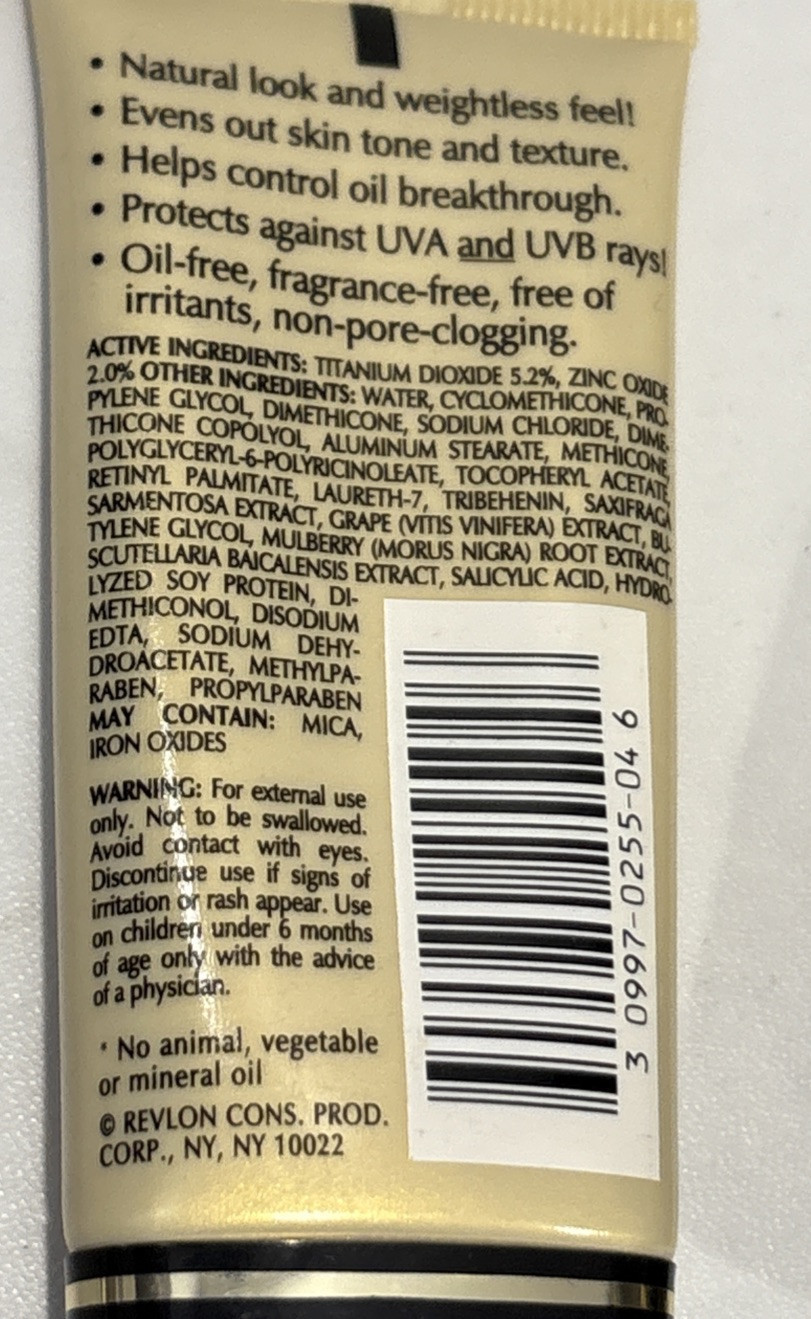 • Natural look and weightless feel!
• Evens out skin tone and texture.
• Helps control oil breakthrough.
• Protects against UVA and UVB rays!
• Oil-free, fragrance-free, free of
irritants, non-pore-clogging.
ACTIVE INGREDIENTS: TITANIUM DIOXIDE 5.2%, ZINC OXIDE
2.0% OTHER INGREDIENTS: WATER, CYCLOMETHICONE, PRO-
PYLENE GLYCOL, DIMETHICONE, SODIUM CHLORIDE, DIME-
THICONE COPOLYOL, ALUMINUM STEARATE, METHICONE,
POLYGLYCERYL-6-POLYRICINOLEATE, TOCOPHERYL ACETATE,
RETINYL PALMITATE, LAURETH-7, TRIBEHENIN, SAXIFRAGA
SARMENTOSA EXTRACT, GRAPE (VITIS VINIFERA) EXTRACT, BU-
TYLENE GLYCOL, MULBERRY (MORUS NIGRA) ROOT EXTRACT,
SCUTELLARIA BAICALENSIS EXTRACT, SALICYLIC ACID, HYDRO-
LYZED SOY PROTEIN, DI-
METHICONOL, DISODIUM
EDTA, SODIUM DEHY-
DROACETATE, METHYLPA-
RABEN, PROPYLPARABEN
MAY CONTAIN: MICA,
IRON OXIDES
WARNING: For external use
only. Not to be swallowed.
Avoid contact with eyes.
Discontinue use if signs of
irritation or rash appear. Use
on children under 6 months
of age only with the advice
of a physician.
• No animal, vegetable
or mineral oil
© REVLON CONS. PROD.
CORP., NY, NY 10022
3 0997-0255-04 6